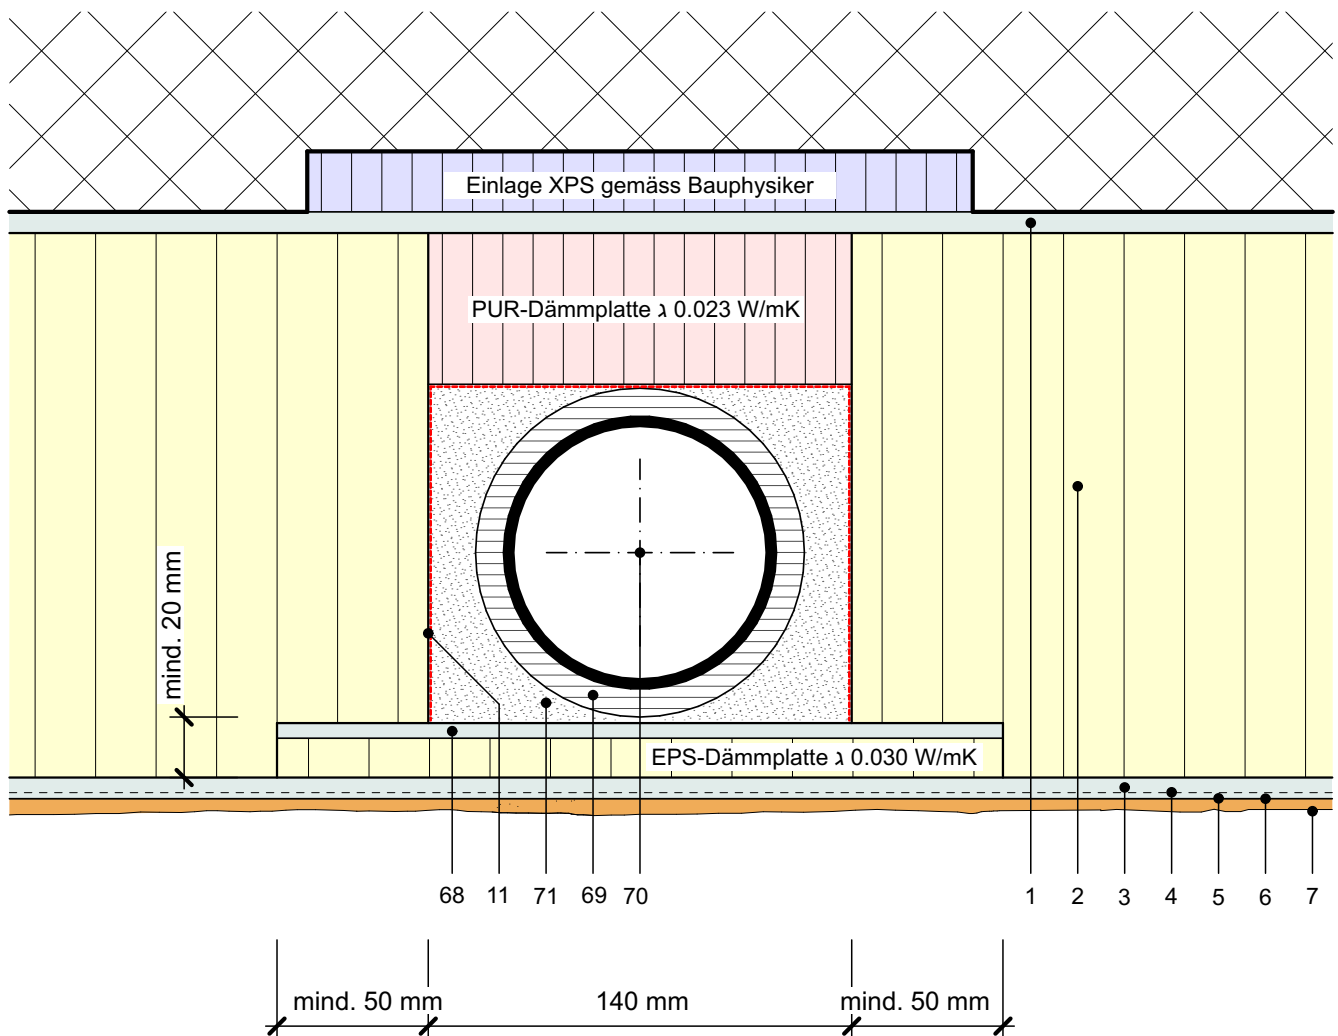 Einlage XPS gemäss Bauphysiker
PUR-Dämmplatte λ 0.023 W/mK
mind. 20 mm
EPS-Dämmplatte λ 0.030 W/mK
68 11 71 69 70 1 2 3 4 5 6 7
mind. 50 mm 140 mm mind. 50 mm